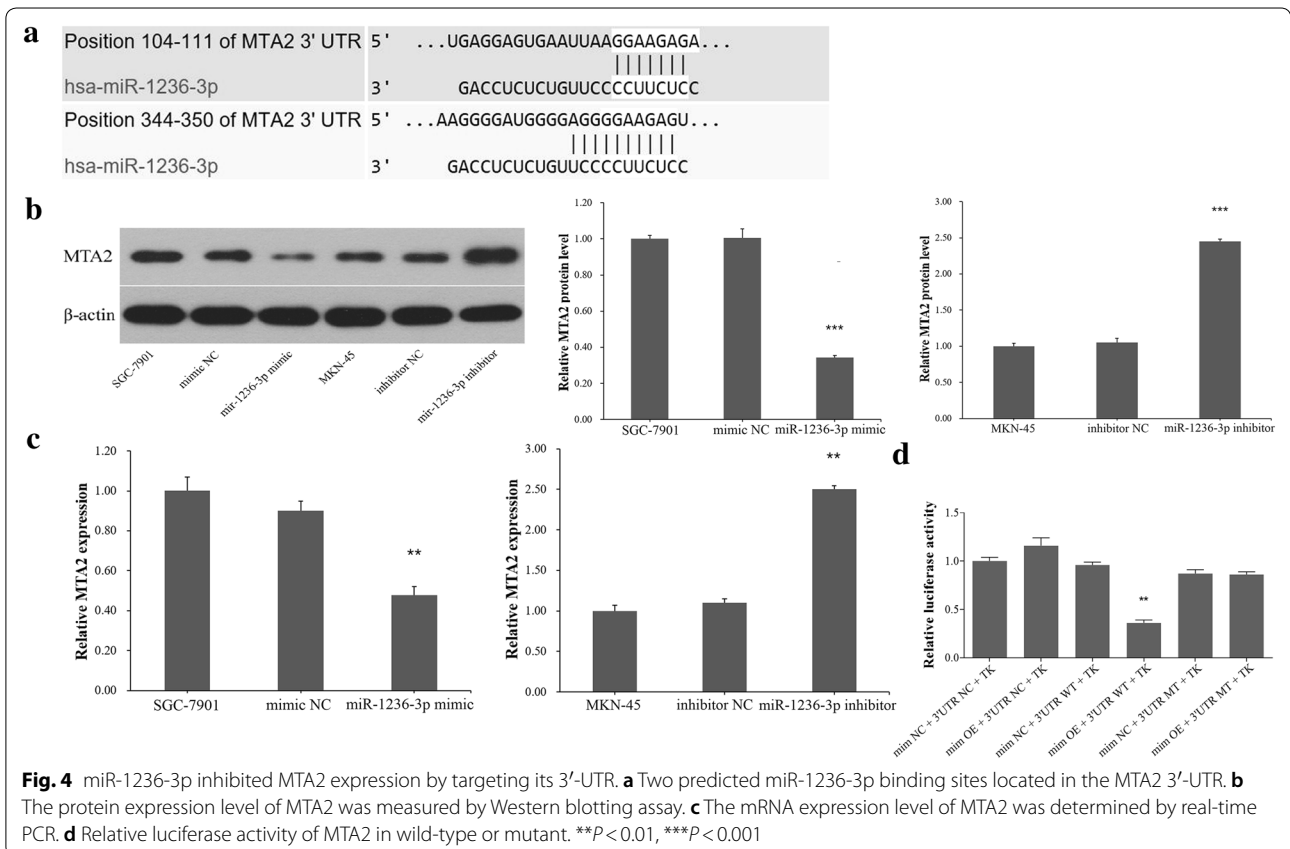 a
Position 104-111 of MTA2 3' UTR 5' ...UGAGGAGUGAAUUAAGGAAGAGA...
hsa-miR-1236-3p 3' GACCUCUCUGUUCCCCUUCUCC
Position 344-350 of MTA2 3' UTR 5' ...AAGGGGAUGGGGAGGGGAAGAGU...
hsa-miR-1236-3p 3' GACCUCUCUGUUCCCCUUCUCC
b
MTA2
β-actin
SGC-7901 mimic NC mir-1236-3p mimic MKN-45 inhibitor NC mir-1236-3p inhibitor
Relative MTA2 protein level
1.20
1.00
0.80
0.60
0.40
0.20
0.00
***
SGC-7901 mimic NC miR-1236-3p mimic
Relative MTA2 protein level
3.00
2.50
2.00
1.50
1.00
0.50
0.00
***
MKN-45 inhibitor NC miR-1236-3p inhibitor
c
Relative MTA2 expression
1.20
1.00
0.80
0.60
0.40
0.20
0.00
**
SGC-7901 mimic NC miR-1236-3p mimic
Relative MTA2 expression
3.00
2.50
2.00
1.50
1.00
0.50
0.00
**
MKN-45 inhibitor NC miR-1236-3p inhibitor
d
Relative luciferase activity
1.5
1.0
0.5
0.0
**
mim NC + 3'UTR NC + TK
mim OE + 3'UTR NC + TK
mim NC + 3'UTR WT + TK
mim OE + 3'UTR WT + TK
mim NC + 3'UTR MT + TK
mim OE + 3'UTR MT + TK
Fig. 4 miR-1236-3p inhibited MTA2 expression by targeting its 3′-UTR. a Two predicted miR-1236-3p binding sites located in the MTA2 3′-UTR. b
The protein expression level of MTA2 was measured by Western blotting assay. c The mRNA expression level of MTA2 was determined by real-time
PCR. d Relative luciferase activity of MTA2 in wild-type or mutant. **P < 0.01, ***P < 0.001